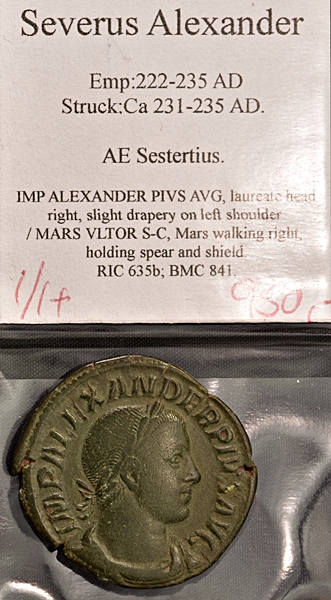 Severus Alexander
Emp:222-235 AD
Struck:Ca 231-235 AD.
AE Sestertius.
IMP ALEXANDER PIVS AVG, laureate head
right, slight drapery on left shoulder
/ MARS VLTOR S-C, Mars walking right,
holding spear and shield
RIC 635b; BMC 841.
1/1+
950
IMP ALEXANDER PIVS AVG